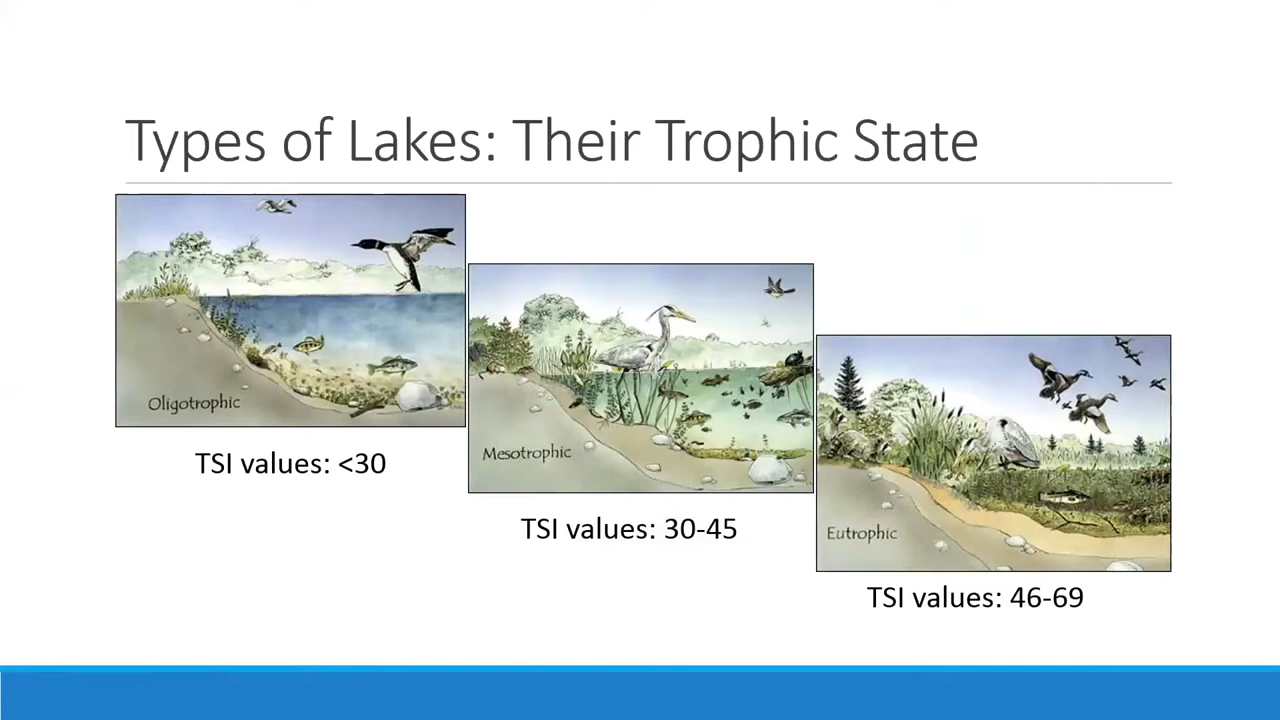 Types of Lakes: Their Trophic State
Oligotrophic
TSI values: <30
Mesotrophic
TSI values: 30-45
Eutrophic
TSI values: 46-69